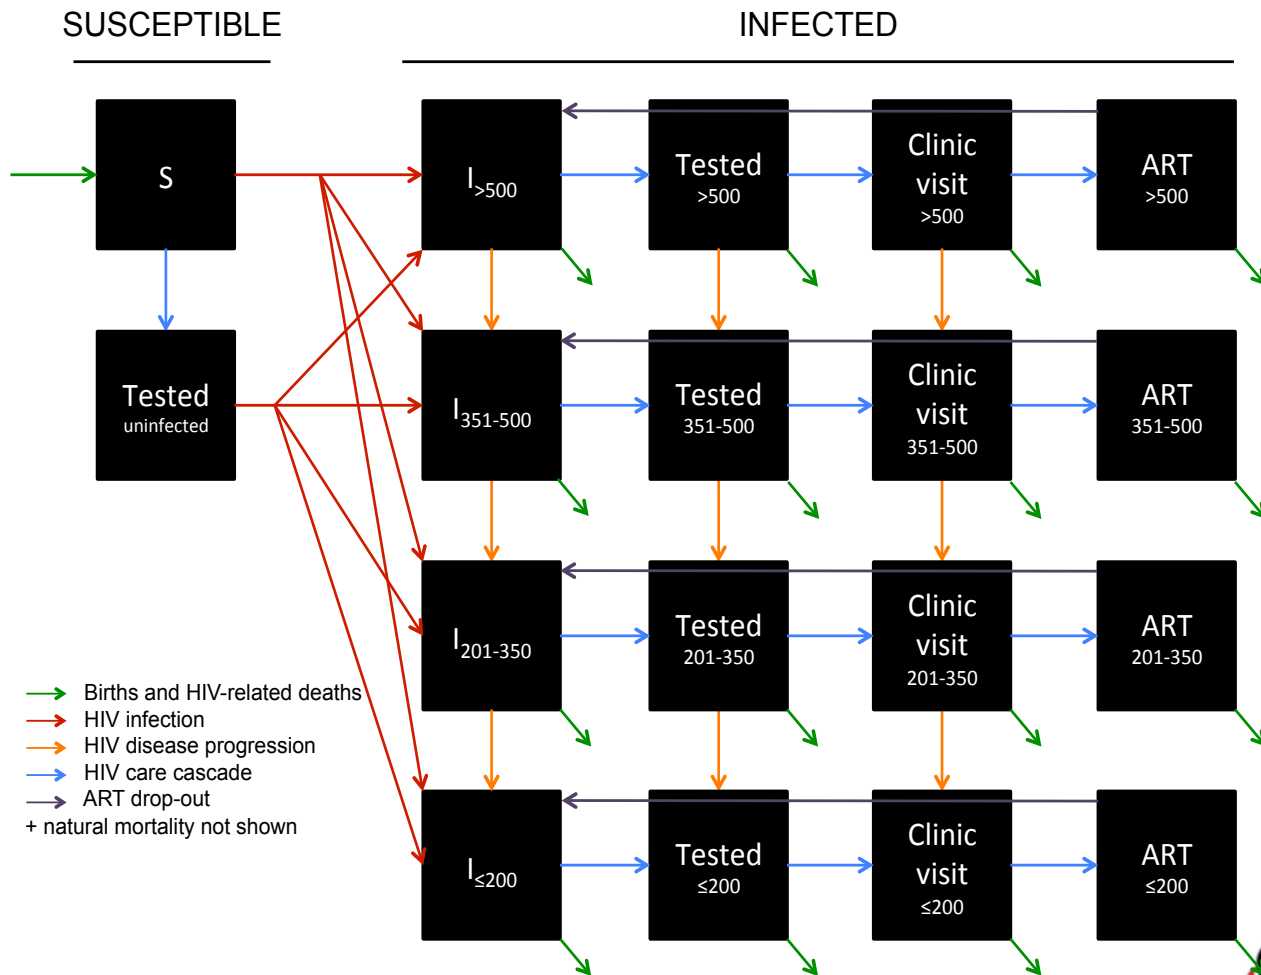 SUSCEPTIBLE
INFECTED
S
I>500
Tested
>500
Clinic
visit
>500
ART
>500
Tested
uninfected
I351-500
Tested
351-500
Clinic
visit
351-500
ART
351-500
I201-350
Tested
201-350
Clinic
visit
201-350
ART
201-350
Births and HIV-related deaths
HIV infection
HIV disease progression
HIV care cascade
ART drop-out
+ natural mortality not shown
I≤200
Tested
≤200
Clinic
visit
≤200
ART
≤200